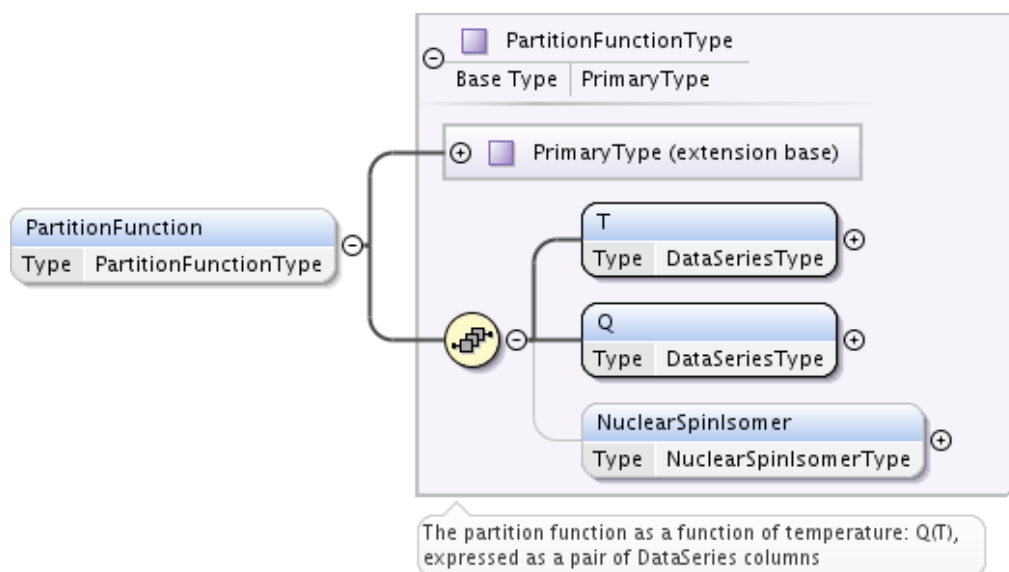 PartitionFunctionType
Base Type PrimaryType
PrimaryType (extension base)
PartitionFunction
Type PartitionFunctionType
T
Type DataSeriesType
Q
Type DataSeriesType
NuclearSpinIsomer
Type NuclearSpinIsomerType
The partition function as a function of temperature: Q(T),
expressed as a pair of DataSeries columns